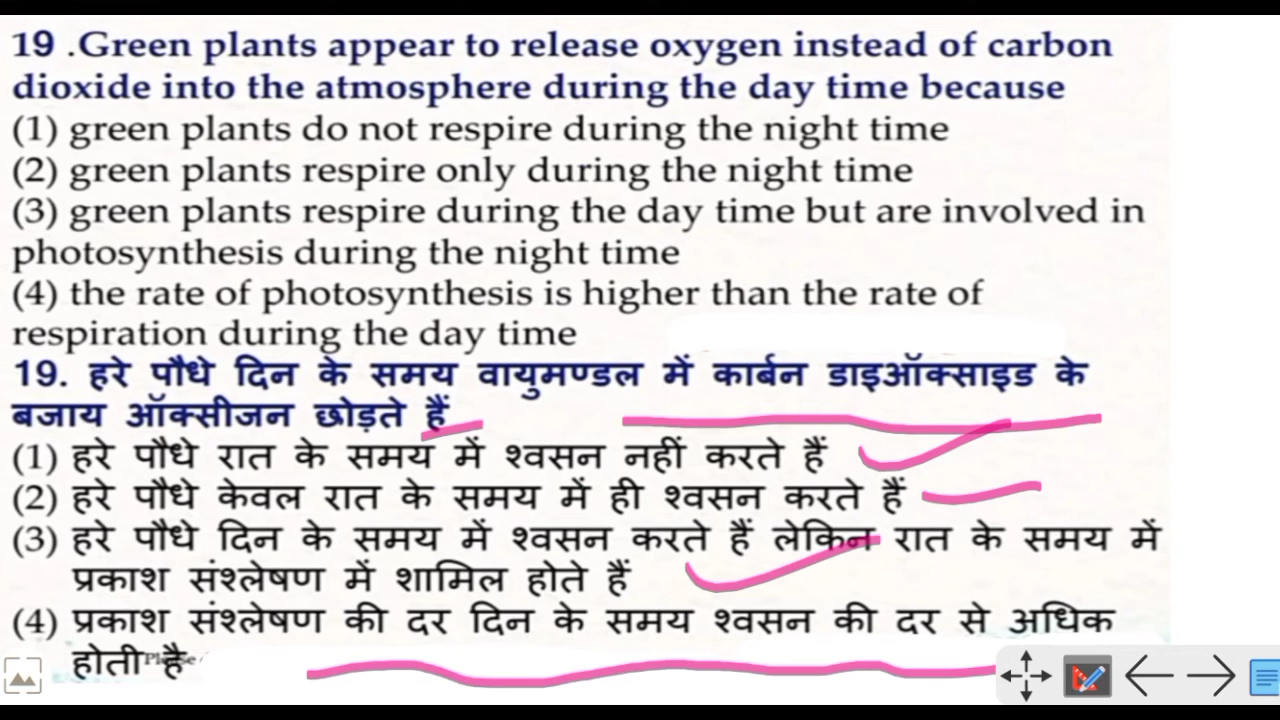 19 .Green plants appear to release oxygen instead of carbon
dioxide into the atmosphere during the day time because
(1) green plants do not respire during the night time
(2) green plants respire only during the night time
(3) green plants respire during the day time but are involved in
photosynthesis during the night time
(4) the rate of photosynthesis is higher than the rate of
respiration during the day time
19. हरे पौधे दिन के समय वायुमण्डल में कार्बन डाइऑक्साइड के
बजाय ऑक्सीजन छोड़ते हैं
(1) हरे पौधे रात के समय में श्वसन नहीं करते हैं
(2) हरे पौधे केवल रात के समय में ही श्वसन करते हैं
(3) हरे पौधे दिन के समय में श्वसन करते हैं लेकिन रात के समय में
प्रकाश संश्लेषण में शामिल होते हैं
(4) प्रकाश संश्लेषण की दर दिन के समय श्वसन की दर से अधिक
होती है